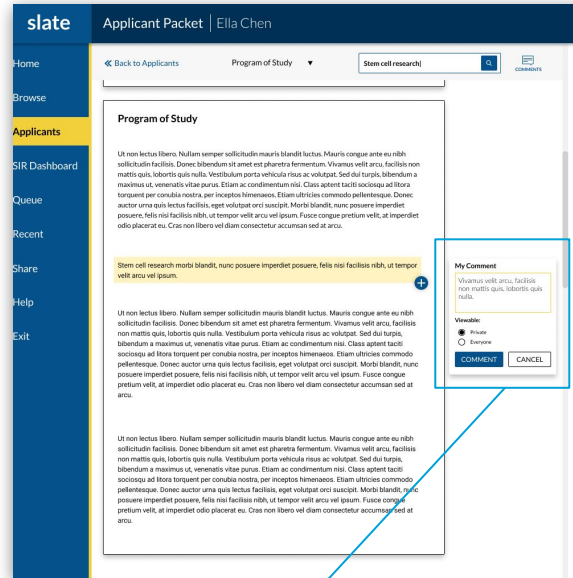 slate
Applicant Packet | Ella Chen
Home
Browse
Applicants
SIR Dashboard
Queue
Recent
Share
Help
Exit
« Back to Applicants
Program of Study ▼
Stem cell research|
COMMENTS
Program of Study
Ut non lectus libero. Nullam semper sollicitudin mauris blandit luctus. Mauris congue ante eu nibh
sollicitudin facilisis. Donec bibendum sit amet est pharetra fermentum. Vivamus velit arcu, facilisis non
mattis quis, lobortis quis nulla. Vestibulum porta vehicula risus ac volutpat. Sed dui turpis, bibendum a
maximus ut, venenatis vitae purus. Etiam ac condimentum nisi. Class aptent taciti sociosqu ad litora
torquent per conubia nostra, per inceptos himenaeos. Etiam ultricies commodo pellentesque. Donec
auctor urna quis lectus facilisis, eget volutpat orci suscipit. Morbi blandit, nunc posuere imperdiet
posuere, felis nisi facilisis nibh, ut tempor velit arcu vel ipsum. Fusce congue pretium velit, at imperdiet
odio placerat eu. Cras non libero vel diam consectetur accumsan sed at arcu.
Stem cell research morbi blandit, nunc posuere imperdiet posuere, felis nisi facilisis nibh, ut tempor
velit arcu vel ipsum.
Ut non lectus libero. Nullam semper sollicitudin mauris blandit luctus. Mauris congue ante eu nibh
sollicitudin facilisis. Donec bibendum sit amet est pharetra fermentum. Vivamus velit arcu, facilisis
non mattis quis, lobortis quis nulla. Vestibulum porta vehicula risus ac volutpat. Sed dui turpis,
bibendum a maximus ut, venenatis vitae purus. Etiam ac condimentum nisi. Class aptent taciti
sociosqu ad litora torquent per conubia nostra, per inceptos himenaeos. Etiam ultricies commodo
pellentesque. Donec auctor urna quis lectus facilisis, eget volutpat orci suscipit. Morbi blandit, nunc
posuere imperdiet posuere, felis nisi facilisis nibh, ut tempor velit arcu vel ipsum. Fusce congue
pretium velit, at imperdiet odio placerat eu. Cras non libero vel diam consectetur accumsan sed at
arcu.
Ut non lectus libero. Nullam semper sollicitudin mauris blandit luctus. Mauris congue ante eu nibh
sollicitudin facilisis. Donec bibendum sit amet est pharetra fermentum. Vivamus velit arcu, facilisis
non mattis quis, lobortis quis nulla. Vestibulum porta vehicula risus ac volutpat. Sed dui turpis,
bibendum a maximus ut, venenatis vitae purus. Etiam ac condimentum nisi. Class aptent taciti
sociosqu ad litora torquent per conubia nostra, per inceptos himenaeos. Etiam ultricies commodo
pellentesque. Donec auctor urna quis lectus facilisis, eget volutpat orci suscipit. Morbi blandit, nunc
posuere imperdiet posuere, felis nisi facilisis nibh, ut tempor velit arcu vel ipsum. Fusce congue
pretium velit, at imperdiet odio placerat eu. Cras non libero vel diam consectetur accumsan sed at
arcu.
My Comment
Vivamus velit arcu, facilisis
non mattis quis, lobortis quis
nulla.
Viewable:
Private
Everyone
COMMENT CANCEL